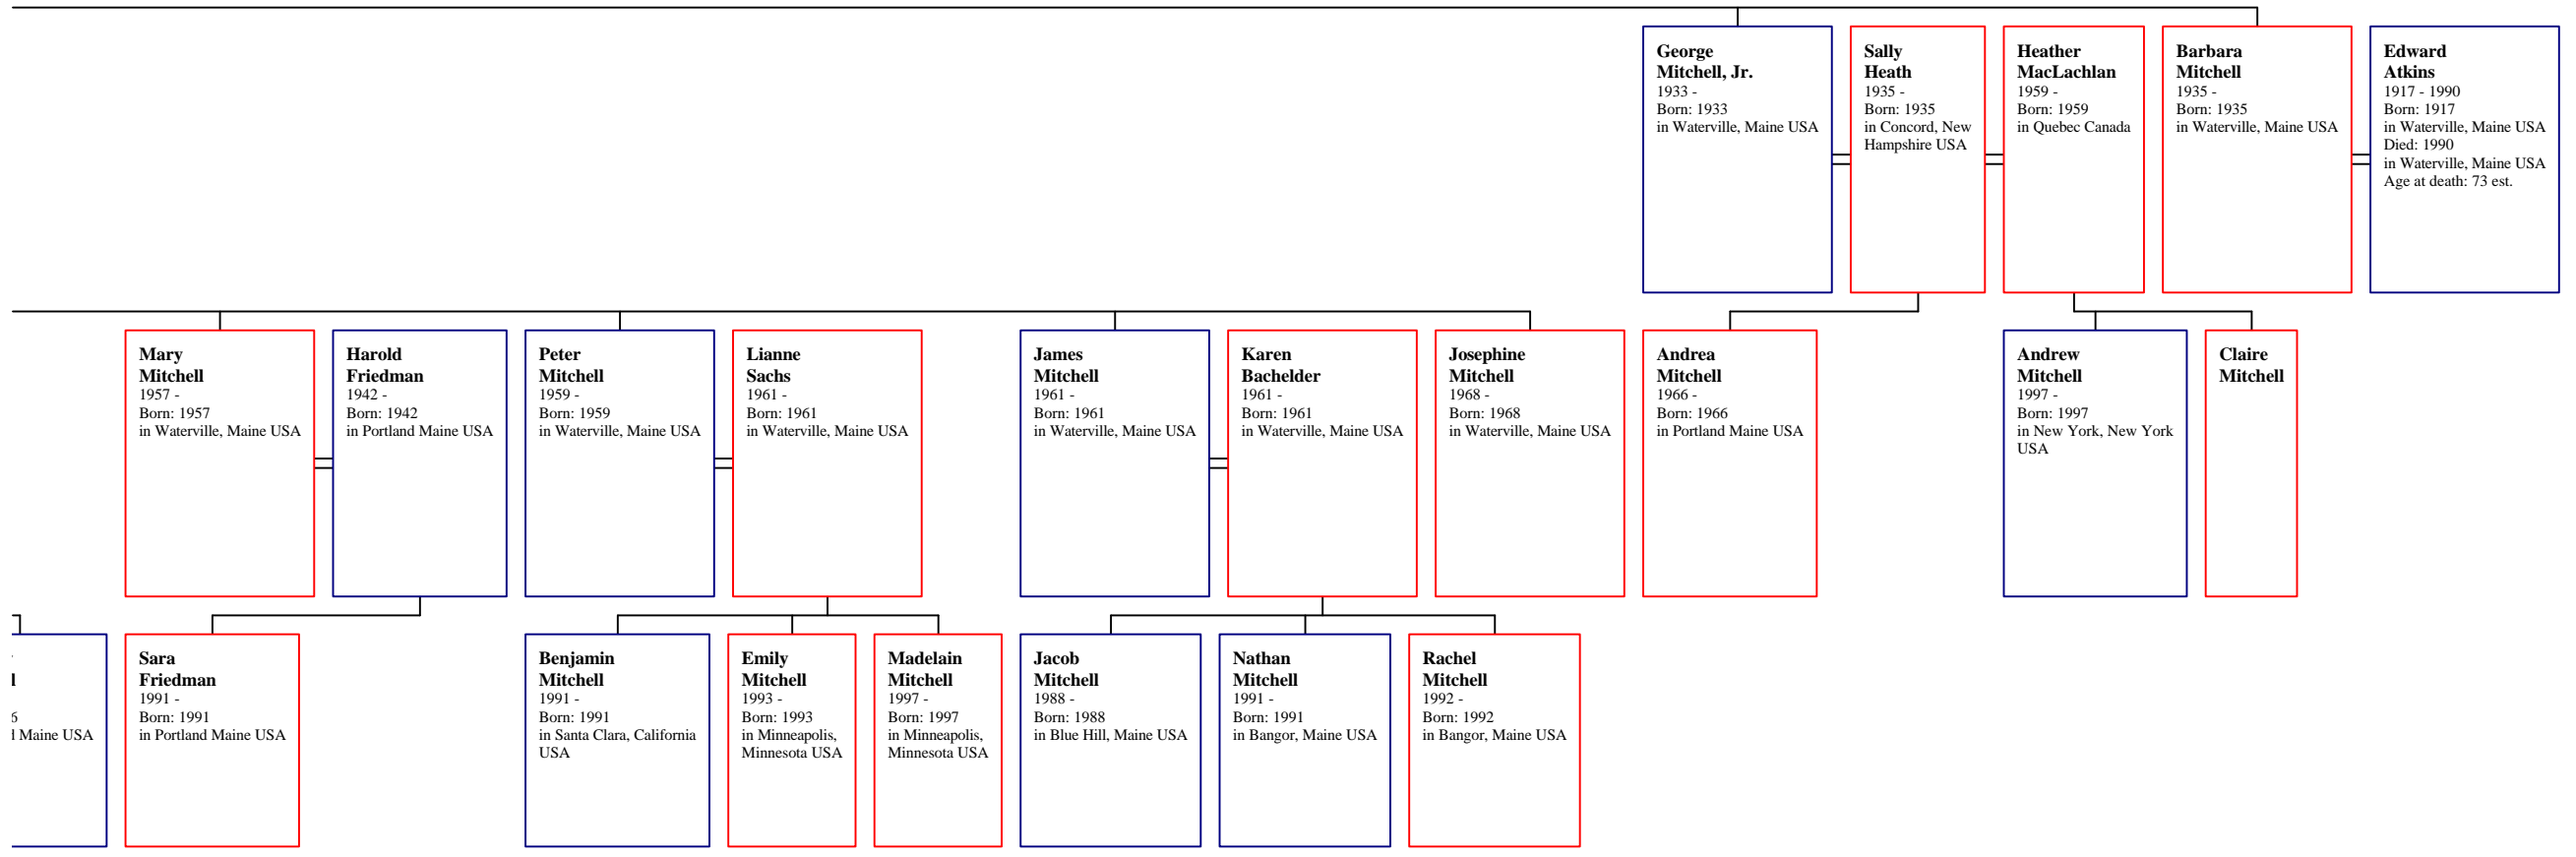 George
Mitchell, Jr.
1933 -
Born: 1933
in Waterville, Maine USA
Sally
Heath
1935 -
Born: 1935
in Concord, New
Hampshire USA
Heather
MacLachlan
1959 -
Born: 1959
in Quebec Canada
Barbara
Mitchell
1935 -
Born: 1935
in Waterville, Maine USA
Edward
Atkins
1917 - 1990
Born: 1917
in Waterville, Maine USA
Died: 1990
in Waterville, Maine USA
Age at death: 73 est.
Mary
Mitchell
1957 -
Born: 1957
in Waterville, Maine USA
Harold
Friedman
1942 -
Born: 1942
in Portland Maine USA
Peter
Mitchell
1959 -
Born: 1959
in Waterville, Maine USA
Lianne
Sachs
1961 -
Born: 1961
in Waterville, Maine USA
James
Mitchell
1961 -
Born: 1961
in Waterville, Maine USA
Karen
Bachelder
1961 -
Born: 1961
in Waterville, Maine USA
Josephine
Mitchell
1968 -
Born: 1968
in Waterville, Maine USA
Andrea
Mitchell
1966 -
Born: 1966
in Portland Maine USA
Andrew
Mitchell
1997 -
Born: 1997
in New York, New York
USA
Claire
Mitchell
Maine USA
Sara
Friedman
1991 -
Born: 1991
in Portland Maine USA
Benjamin
Mitchell
1991 -
Born: 1991
in Santa Clara, California
USA
Emily
Mitchell
1993 -
Born: 1993
in Minneapolis,
Minnesota USA
Madelain
Mitchell
1997 -
Born: 1997
in Minneapolis,
Minnesota USA
Jacob
Mitchell
1988 -
Born: 1988
in Blue Hill, Maine USA
Nathan
Mitchell
1991 -
Born: 1991
in Bangor, Maine USA
Rachel
Mitchell
1992 -
Born: 1992
in Bangor, Maine USA